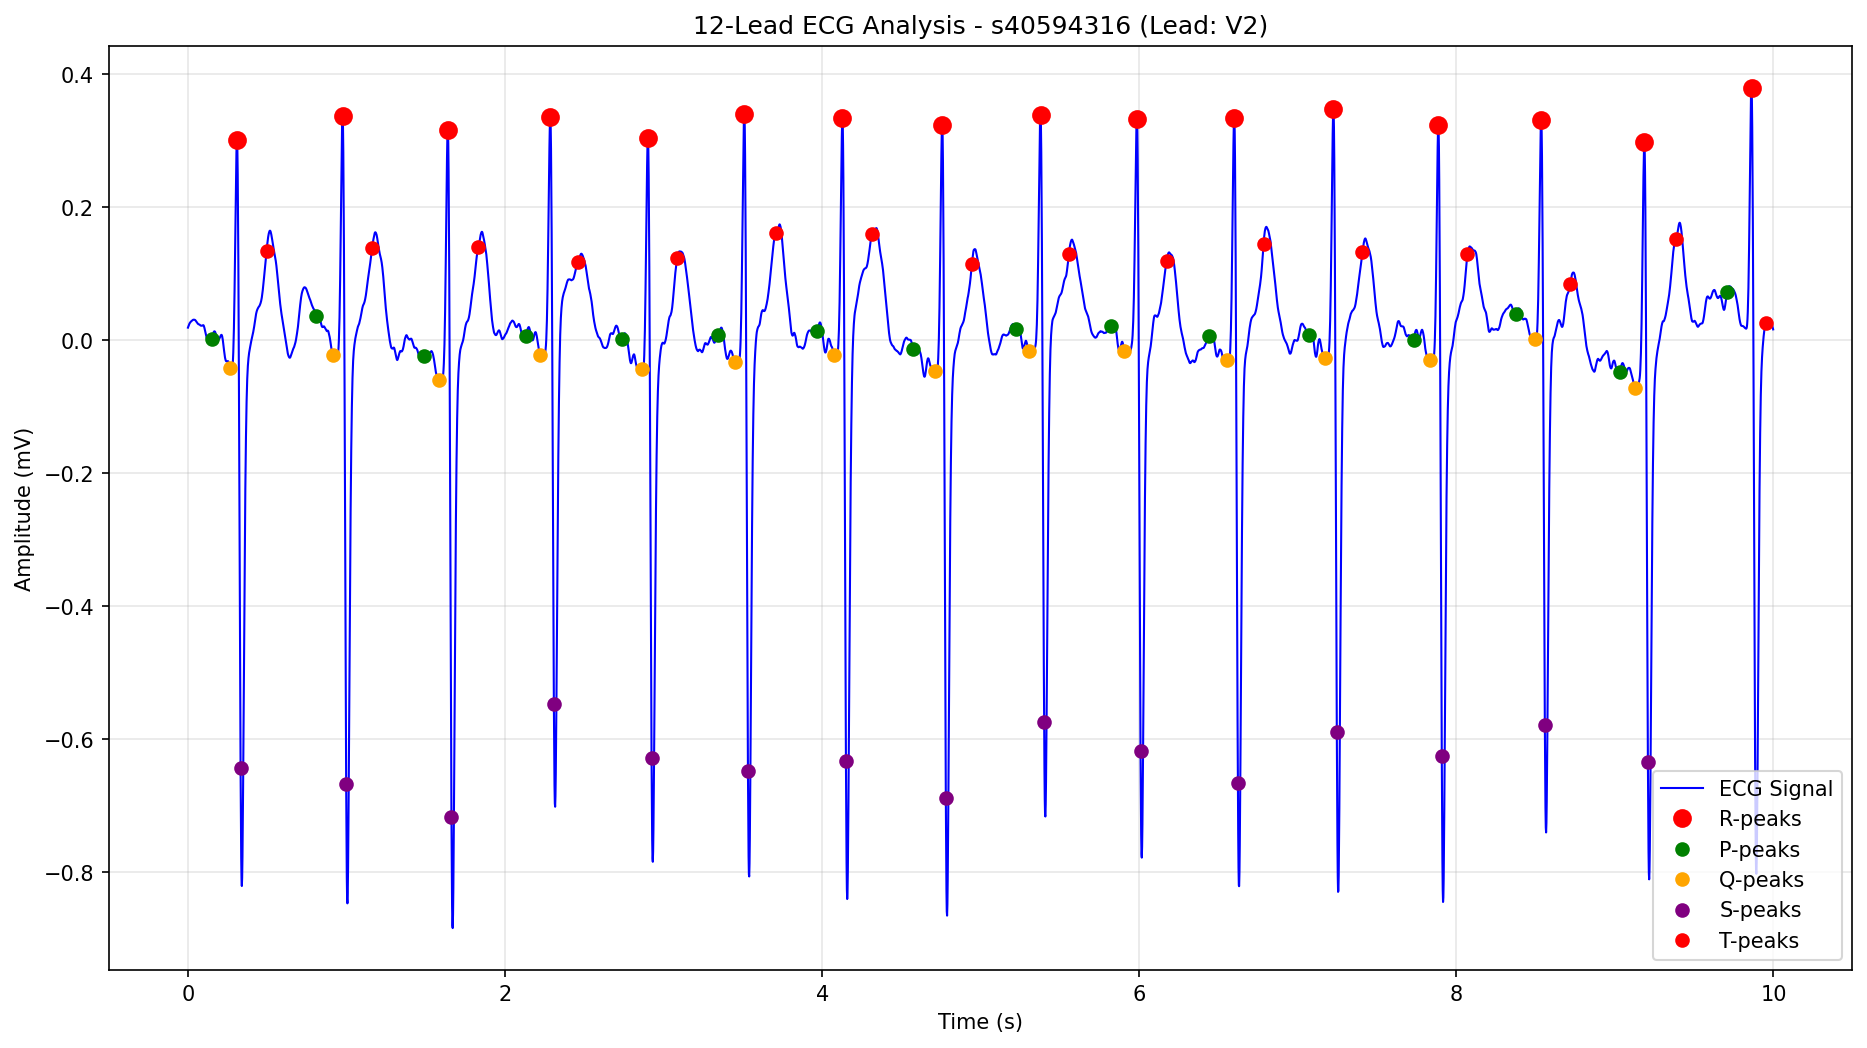 12-Lead ECG Analysis - s40594316 (Lead: V2)
Amplitude (mV)
0.4
0.2
0.0
−0.2
−0.4
−0.6
−0.8
0 2 4 6 8 10
Time (s)
ECG Signal
R-peaks
P-peaks
Q-peaks
S-peaks
T-peaks